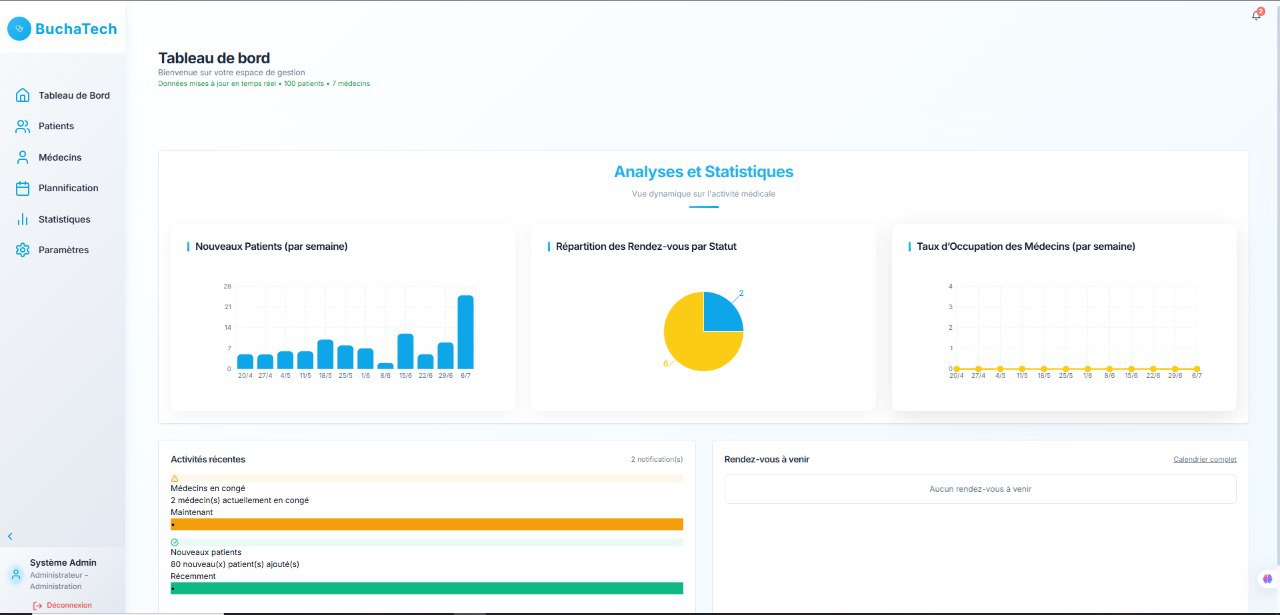 BuchaTech
2
Tableau de bord
Bienvenue sur votre espace de gestion
Données mises à jour en temps réel • 100 patients • 7 médecins
Tableau de Bord
Patients
Médecins
Plannification
Statistiques
Paramètres
Analyses et Statistiques
Vue dynamique sur l'activité médicale
Nouveaux Patients (par semaine)
28
21
14
7
0
20/4 27/4 4/5 11/5 18/5 25/5 1/6 8/6 15/6 22/6 29/6 6/7
Répartition des Rendez-vous par Statut
2
6
Taux d'Occupation des Médecins (par semaine)
4
3
2
1
0
20/4 27/4 4/5 11/5 18/5 25/5 1/6 8/6 15/6 22/6 29/6 6/7
Activités récentes
2 notification(s)
Médecins en congé
2 médecin(s) actuellement en congé
Maintenant
Nouveaux patients
80 nouveau(x) patient(s) ajouté(s)
Récemment
Rendez-vous à venir
Calendrier complet
Aucun rendez-vous à venir
Système Admin
Administrateur -
Administration
Déconnexion